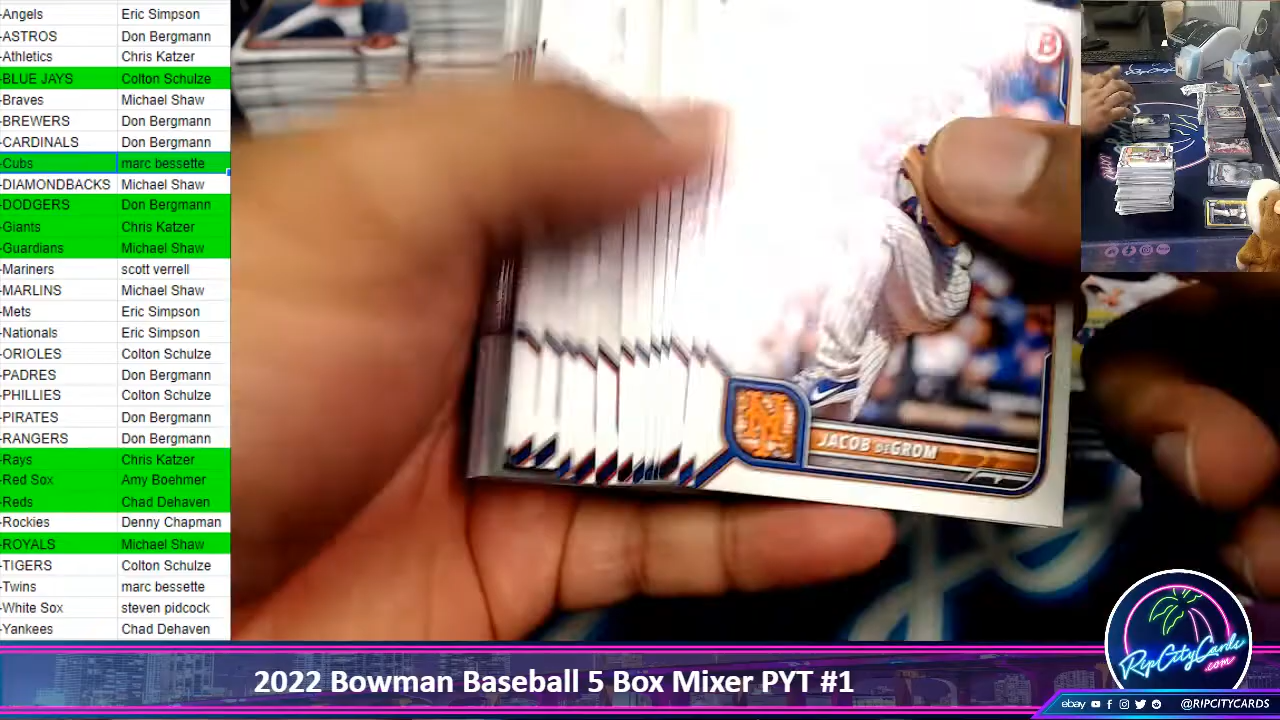 -Angels Eric Simpson
-ASTROS Don Bergmann
-Athletics Chris Katzer
-BLUE JAYS Colton Schulze
-Braves Michael Shaw
-BREWERS Don Bergmann
-CARDINALS Don Bergmann
-Cubs marc bessette
-DIAMONDBACKS Michael Shaw
-DODGERS Don Bergmann
-Giants Chris Katzer
-Guardians Michael Shaw
-Mariners scott verrell
-MARLINS Michael Shaw
-Mets Eric Simpson
-Nationals Eric Simpson
-ORIOLES Colton Schulze
-PADRES Don Bergmann
-PHILLIES Colton Schulze
-PIRATES Don Bergmann
-RANGERS Don Bergmann
-Rays Chris Katzer
-Red Sox Amy Boehmer
-Reds Chad Dehaven
-Rockies Denny Chapman
-ROYALS Michael Shaw
-TIGERS Colton Schulze
-Twins marc bessette
-White Sox steven pidcock
-Yankees Chad Dehaven
B
JACOB deGROM
RipCityCards
.com
2022 Bowman Baseball 5 Box Mixer PYT #1
ebay @RIPCITYCARDS